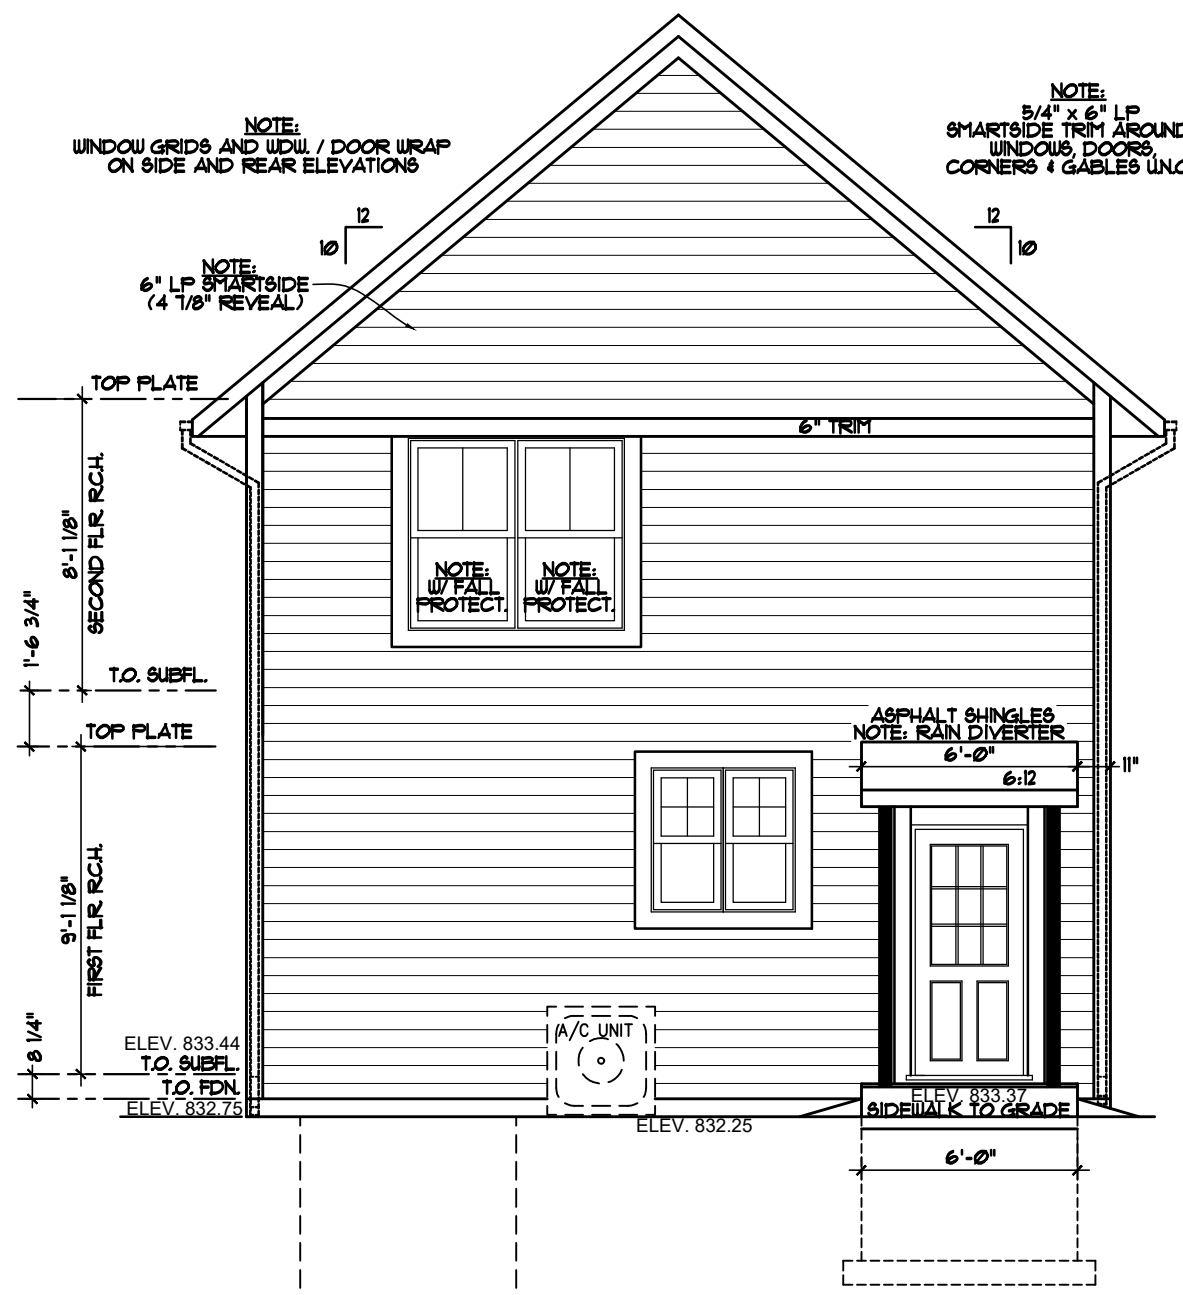 NOTE:
WINDOW GRIDS AND WDW. / DOOR WRAP
ON SIDE AND REAR ELEVATIONS
NOTE:
5/4" x 6" LP
SMARTSIDE TRIM AROUND
WINDOWS, DOORS,
CORNERS & GABLES U.N.O
12
10
12
10
NOTE:
6" LP SMARTSIDE
(4 7/8" REVEAL)
TOP PLATE
6" TRIM
8'-1 1/8"
SECOND FLR R.C.H.
NOTE:
W/ FALL
PROTECT.
NOTE:
W/ FALL
PROTECT.
1'-6 3/4"
T.O. SUBFL.
TOP PLATE
ASPHALT SHINGLES
NOTE: RAIN DIVERTER
6'-0"
11"
6:12
9'-1 1/8"
FIRST FLR R.C.H.
8 1/4"
A/C UNIT
ELEV. 833.44
T.O. SUBFL.
T.O. FDN.
ELEV. 832.75
ELEV. 833.37
SIDEWALK TO GRADE
ELEV. 832.25
6'-0"